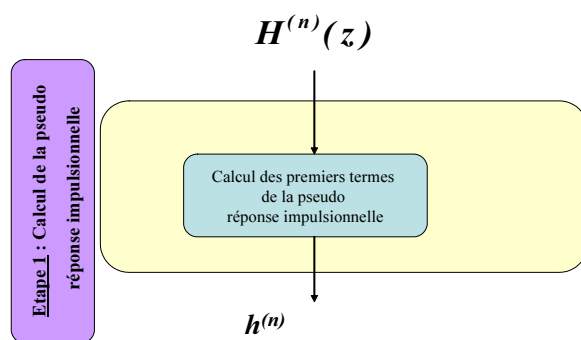 H⁽ⁿ⁾(z)
Etape 1 : Calcul de la pseudo
réponse impulsionnelle
Calcul des premiers termes
de la pseudo
réponse impulsionnelle
h⁽ⁿ⁾